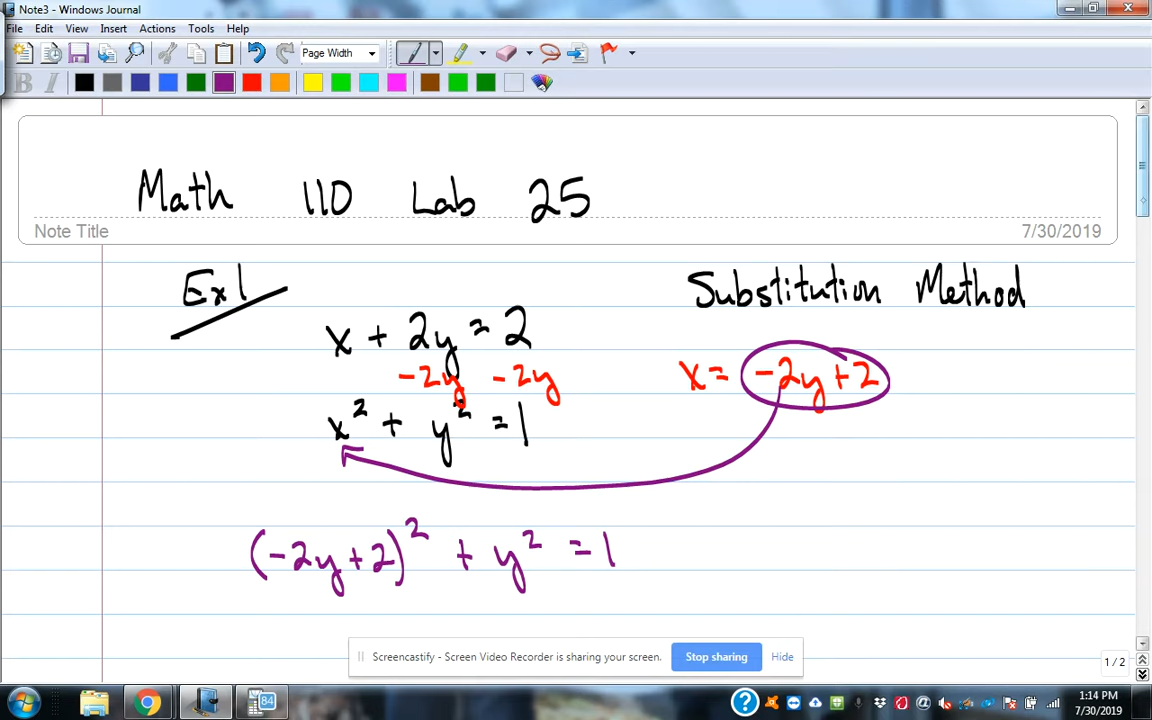 Note3 - Windows Journal
File Edit View Insert Actions Tools Help
Page Width
B I
Math 110 Lab 25
Note Title 7/30/2019
Ex1 Substitution Method
x + 2y = 2
-2y -2y x = -2y + 2
x² + y² = 1
(-2y + 2)² + y² = 1
Screencastify - Screen Video Recorder is sharing your screen. Stop sharing Hide
1 / 2
84
1:14 PM
7/30/2019